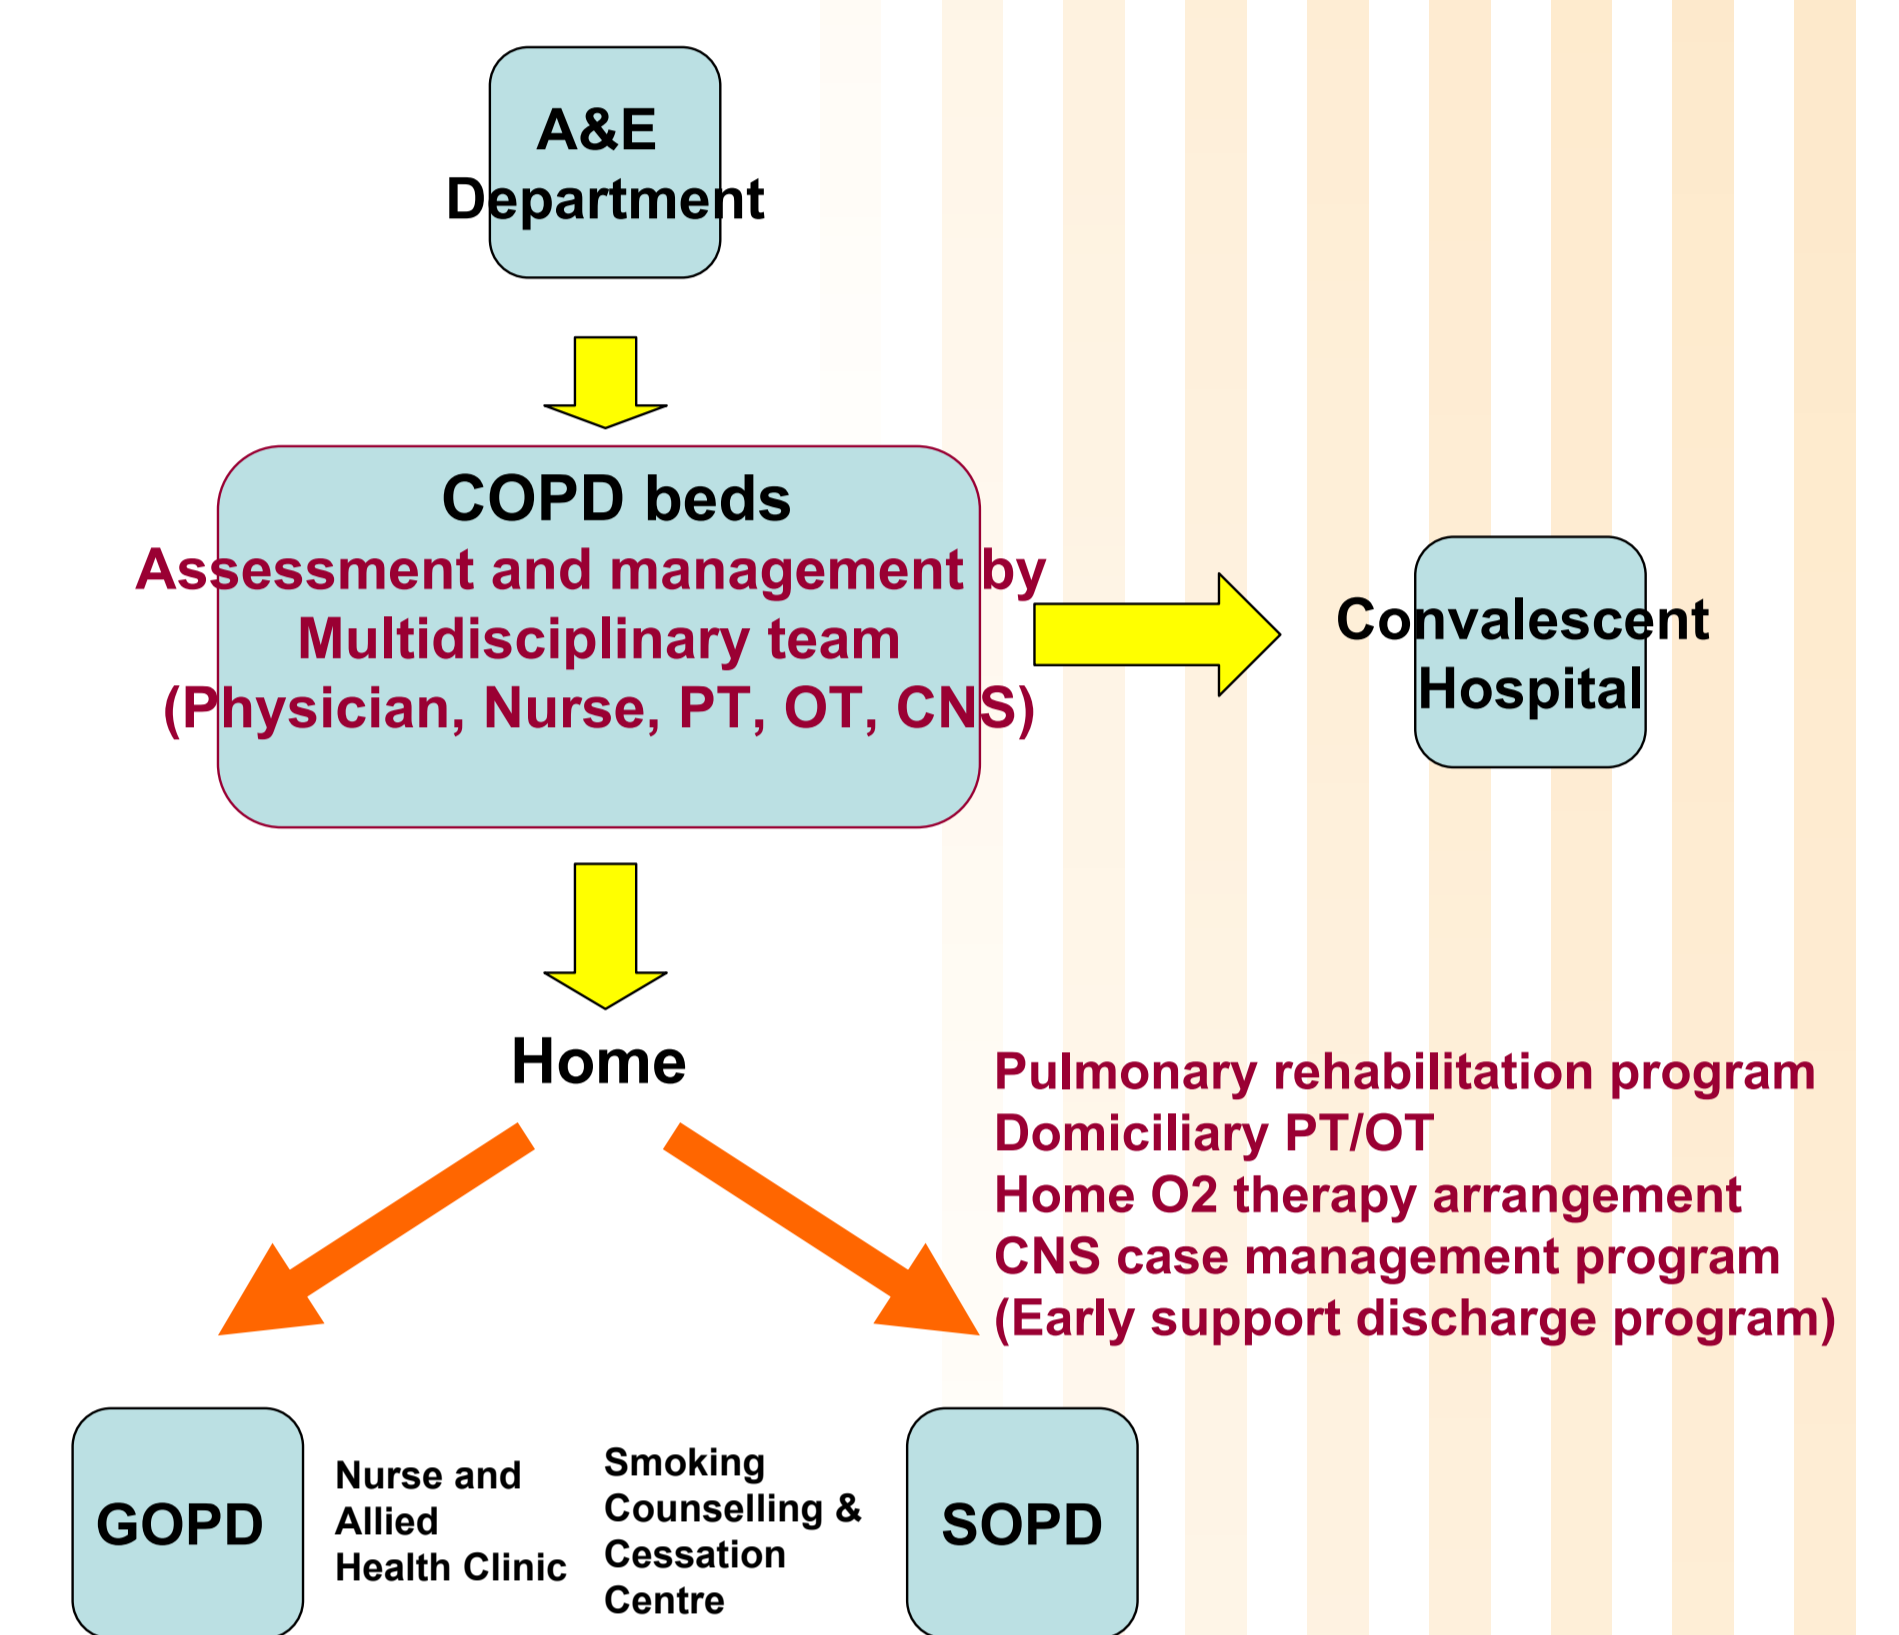 A&E
Department
COPD beds
Assessment and management by
Multidisciplinary team
(Physician, Nurse, PT, OT, CNS)
Convalescent
Hospital
Home
Pulmonary rehabilitation program
Domiciliary PT/OT
Home O2 therapy arrangement
CNS case management program
(Early support discharge program)
GOPD
Nurse and
Allied
Health Clinic
Smoking
Counselling &
Cessation
Centre
SOPD